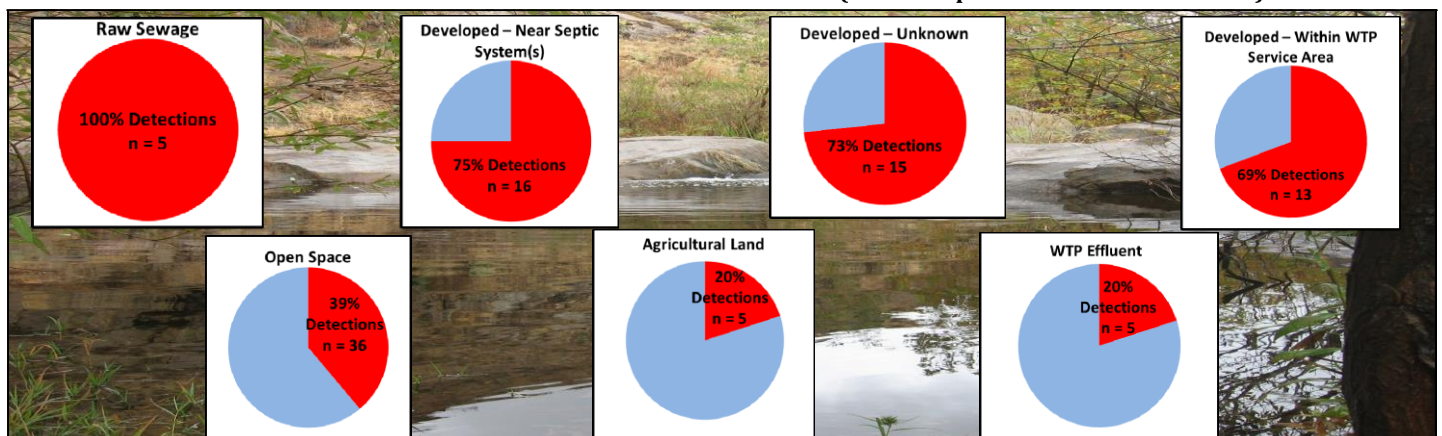 Raw Sewage
100% Detections
n = 5
Developed – Near Septic
System(s)
75% Detections
n = 16
Developed – Unknown
73% Detections
n = 15
Developed – Within WTP
Service Area
69% Detections
n = 13
Open Space
39%
Detections
n = 36
Agricultural Land
20%
Detections
n = 5
WTP Effluent
20%
Detections
n = 5